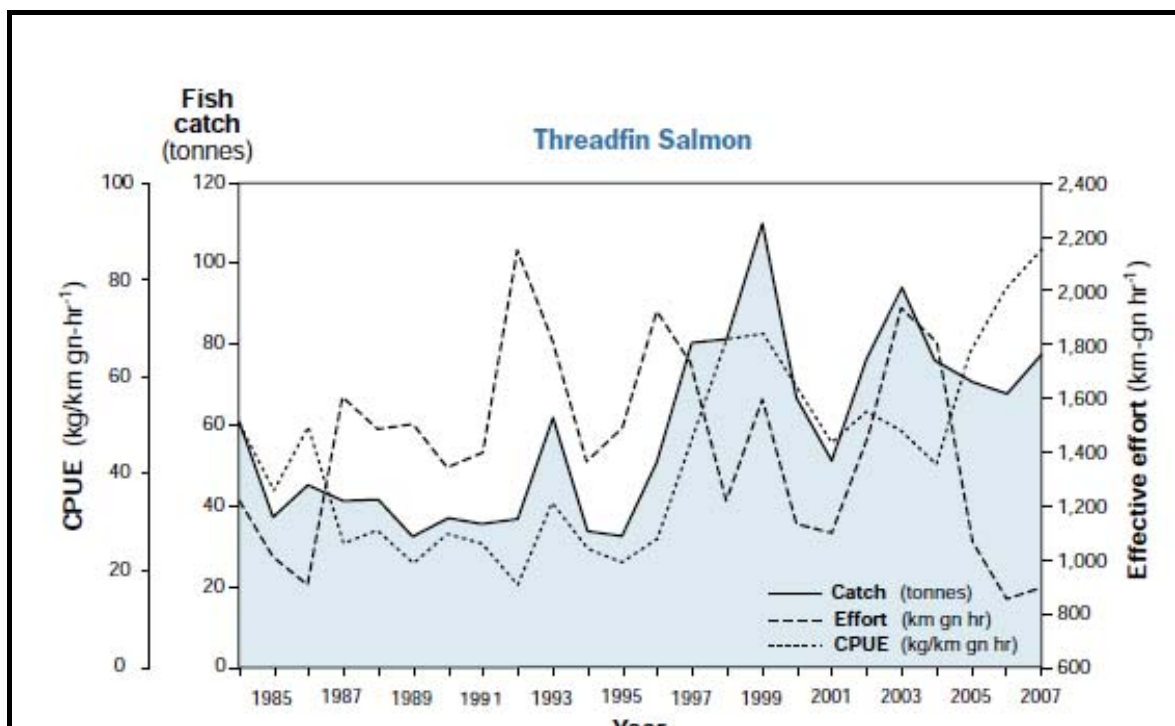 Fish
catch
(tonnes)
Threadfin Salmon
CPUE (kg/km gn-hr⁻¹)
100
80
60
40
20
0
120
100
80
60
40
20
0
2,400
2,200
2,000
1,800
1,600
1,400
1,200
1,000
800
600
Effective effort (km-gn hr⁻¹)
Catch (tonnes)
Effort (km gn hr)
CPUE (kg/km gn hr)
1985 1987 1989 1991 1993 1995 1997 1999 2001 2003 2005 2007
Year